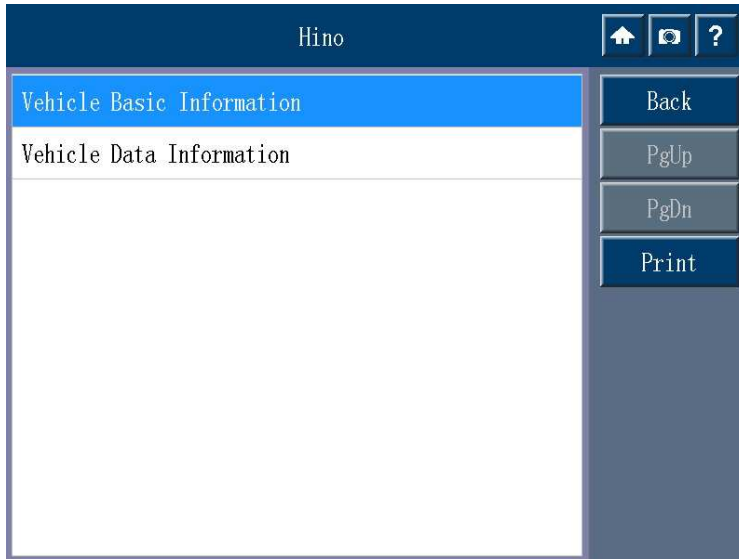 Hino
?
Vehicle Basic Information
Vehicle Data Information
Back
PgUp
PgDn
Print